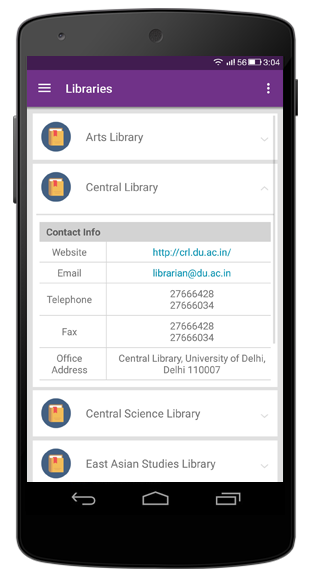 56 3:04
Libraries
Arts Library
Central Library
Contact Info
Website http://crl.du.ac.in/
Email librarian@du.ac.in
Telephone 27666428
27666034
Fax 27666428
27666034
Office Address Central Library, University of Delhi,
Delhi 110007
Central Science Library
East Asian Studies Library